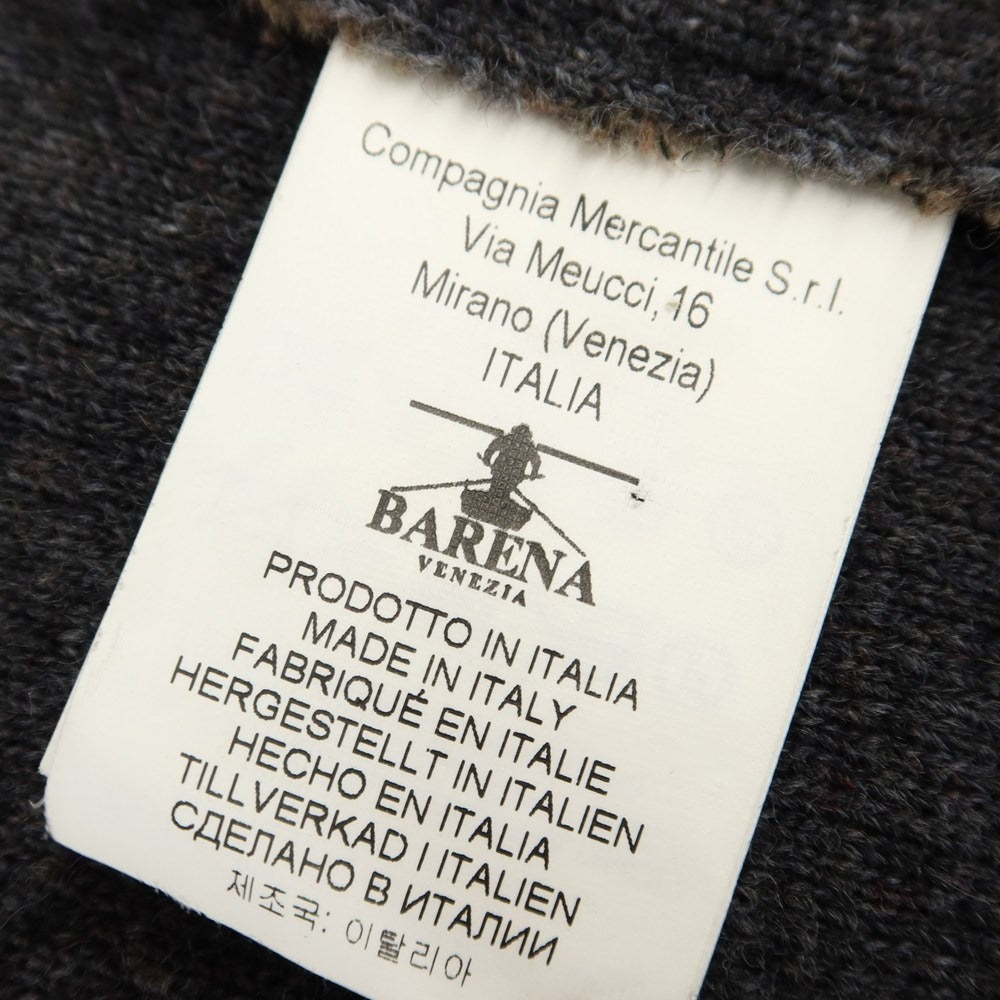 Compagnia Mercantile S.r.l.
Via Meucci, 16
Mirano (Venezia)
ITALIA
BARENA
VENEZIA
PRODOTTO IN ITALIA
MADE IN ITALY
FABRIQUÉ EN ITALIE
HERGESTELLT IN ITALIEN
HECHO EN ITALIA
TILLVERKAD I ITALIEN
СДЕЛАНО В ИТАЛИИ
제조국: 이탈리아